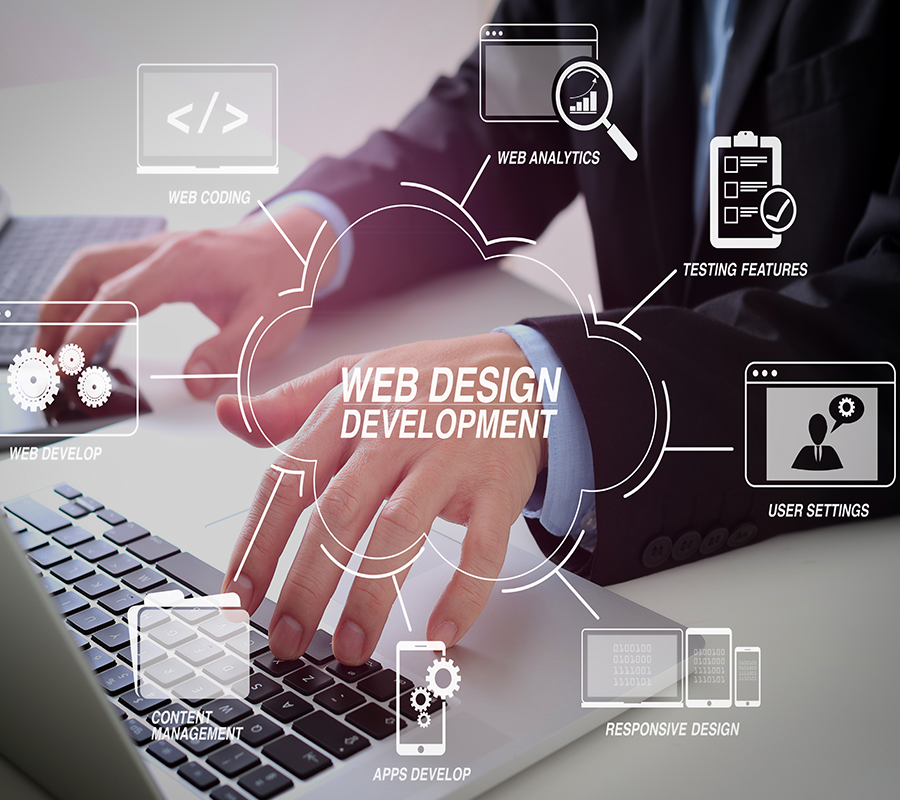 </>
WEB ANALYTICS
WEB CODING
TESTING FEATURES
WEB DESIGN
DEVELOPMENT
WEB DEVELOP
USER SETTINGS
0100100
0101000
1111001
1110101
CONTENT
MANAGEMENT
RESPONSIVE DESIGN
APPS DEVELOP